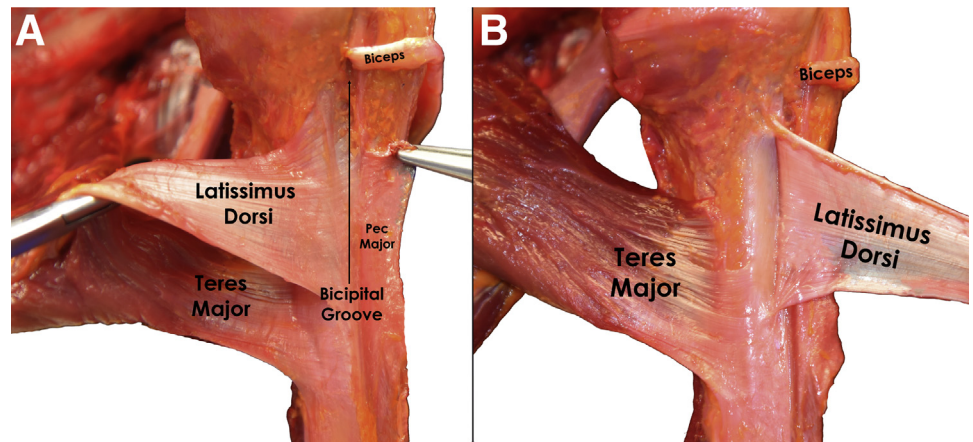 A
Biceps
Latissimus
Dorsi
Pec
Major
Teres
Major
Bicipital
Groove
B
Biceps
Latissimus
Dorsi
Teres
Major